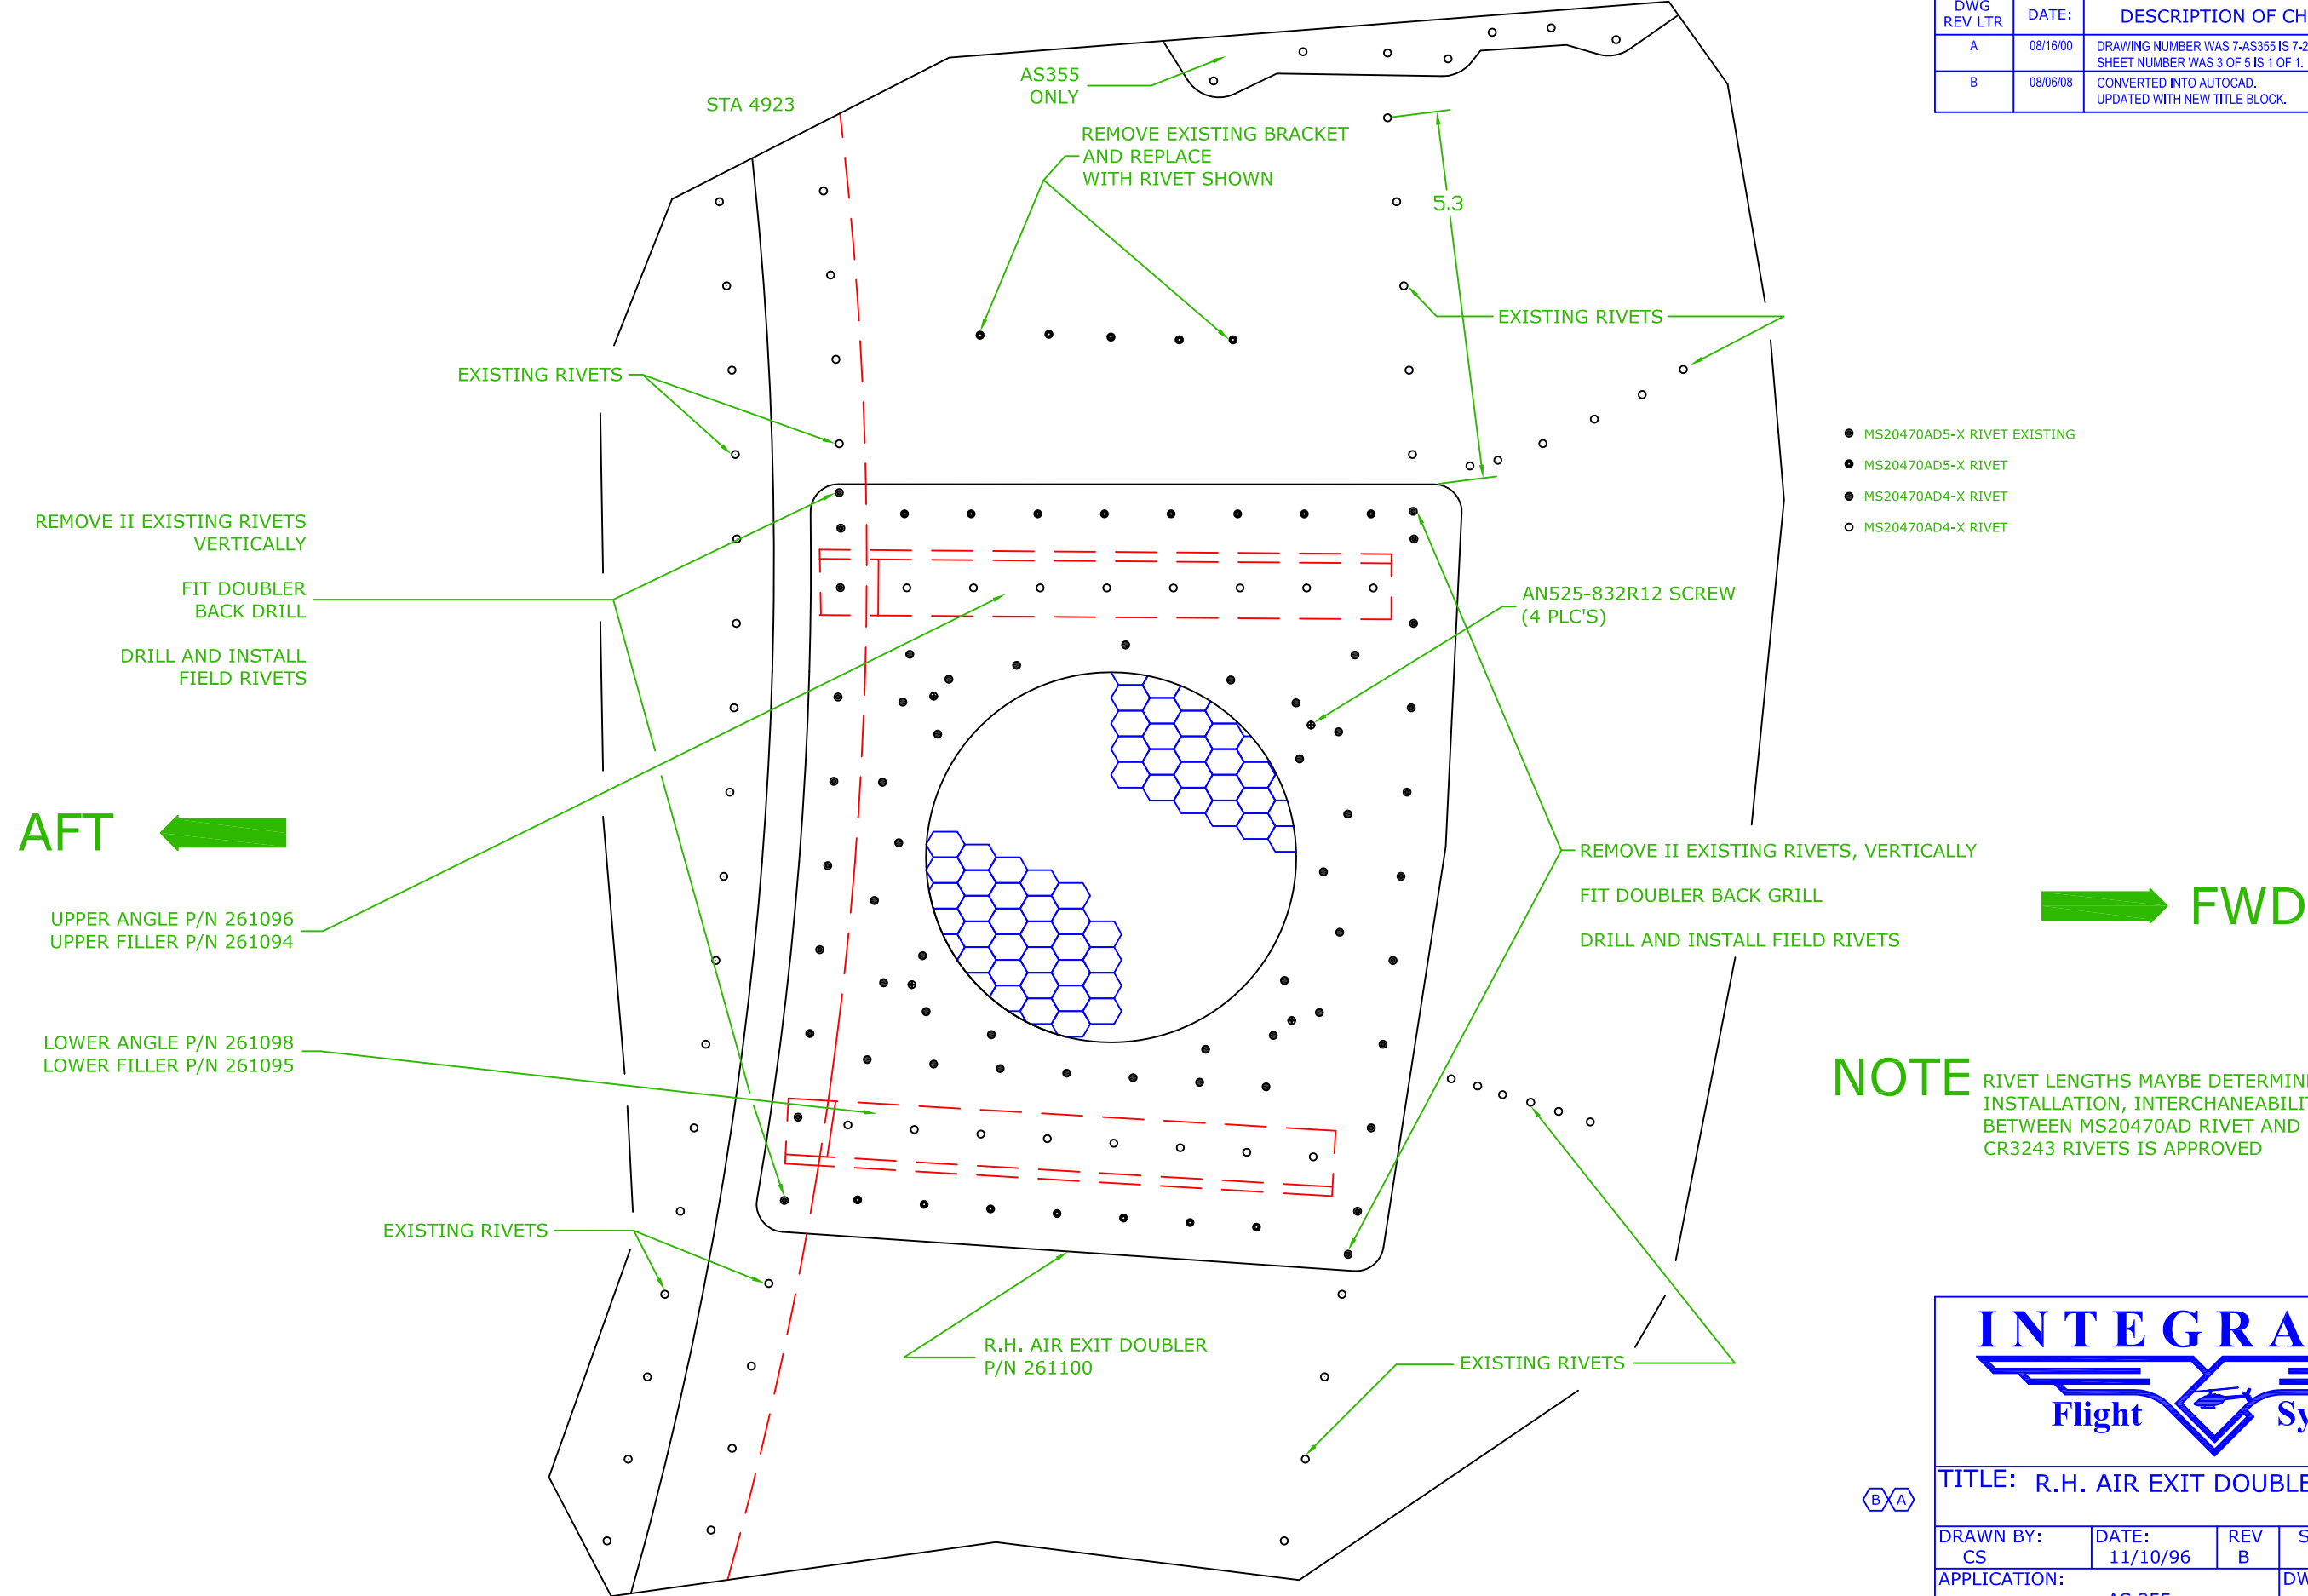 DWG
REV LTR
DATE:
DESCRIPTION OF
A
08/16/00
DRAWING NUMBER WAS 7-AS355 IS
SHEET NUMBER WAS 3 OF 5 IS 1 OF 1.
B
08/06/08
CONVERTED INTO AUTOCAD.
UPDATED WITH NEW TITLE BLOCK.
AS355
ONLY
STA 4923
REMOVE EXISTING BRACKET
AND REPLACE
WITH RIVET SHOWN
5.3
EXISTING RIVETS
EXISTING RIVETS
MS20470AD5-X RIVET EXISTING
MS20470AD5-X RIVET
MS20470AD4-X RIVET
MS20470AD4-X RIVET
REMOVE II EXISTING RIVETS
VERTICALLY
FIT DOUBLER
BACK DRILL
DRILL AND INSTALL
FIELD RIVETS
AN525-832R12 SCREW
(4 PLC'S)
AFT
REMOVE II EXISTING RIVETS, VERTICALLY
FIT DOUBLER BACK GRILL
DRILL AND INSTALL FIELD RIVETS
FWD
UPPER ANGLE P/N 261096
UPPER FILLER P/N 261094
LOWER ANGLE P/N 261098
LOWER FILLER P/N 261095
NOTE
RIVET LENGTHS MAYBE
INSTALLATION,
BETWEEN MS20470AD RIVET AND
CR3243 RIVETS IS APPROVED
EXISTING RIVETS
R.H. AIR EXIT DOUBLER
P/N 261100
EXISTING RIVETS
INTEGRA
Flight Sy
B A
TITLE: R.H. AIR EXIT
DRAWN BY:
CS
DATE:
11/10/96
REV
B
APPLICATION: